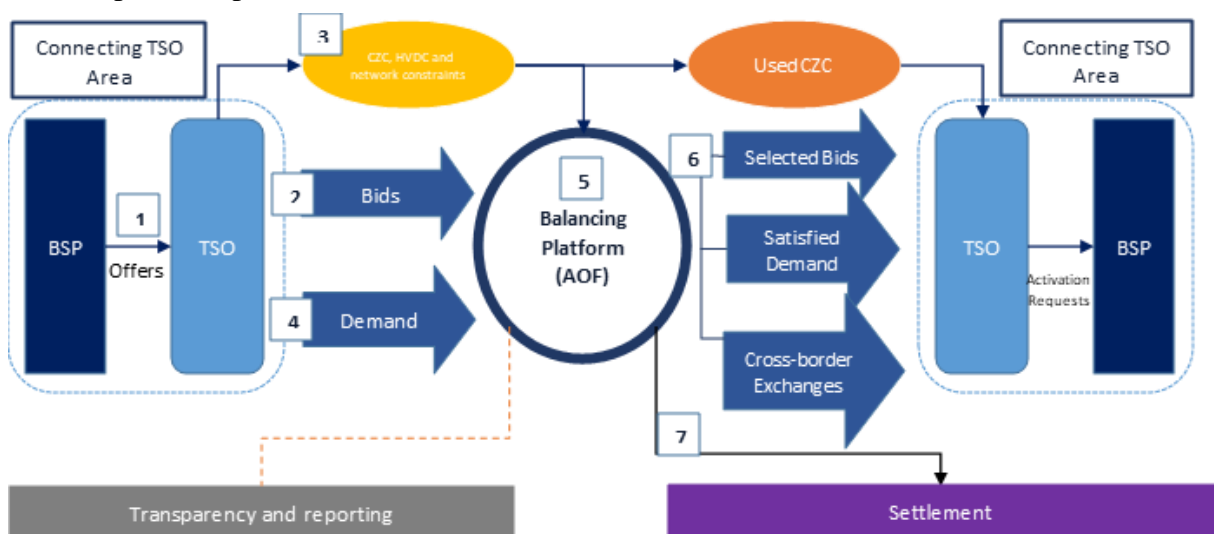 Connecting TSO
Area
3
CZC, HVDC and
network constraints
Used CZC
Connecting TSO
Area
BSP
1
Offers
TSO
2
Bids
4
Demand
5
Balancing
Platform
(AOF)
6
Selected Bids
Satisfied
Demand
Cross-border
Exchanges
7
TSO
Activation
Requests
BSP
Transparency and reporting
Settlement